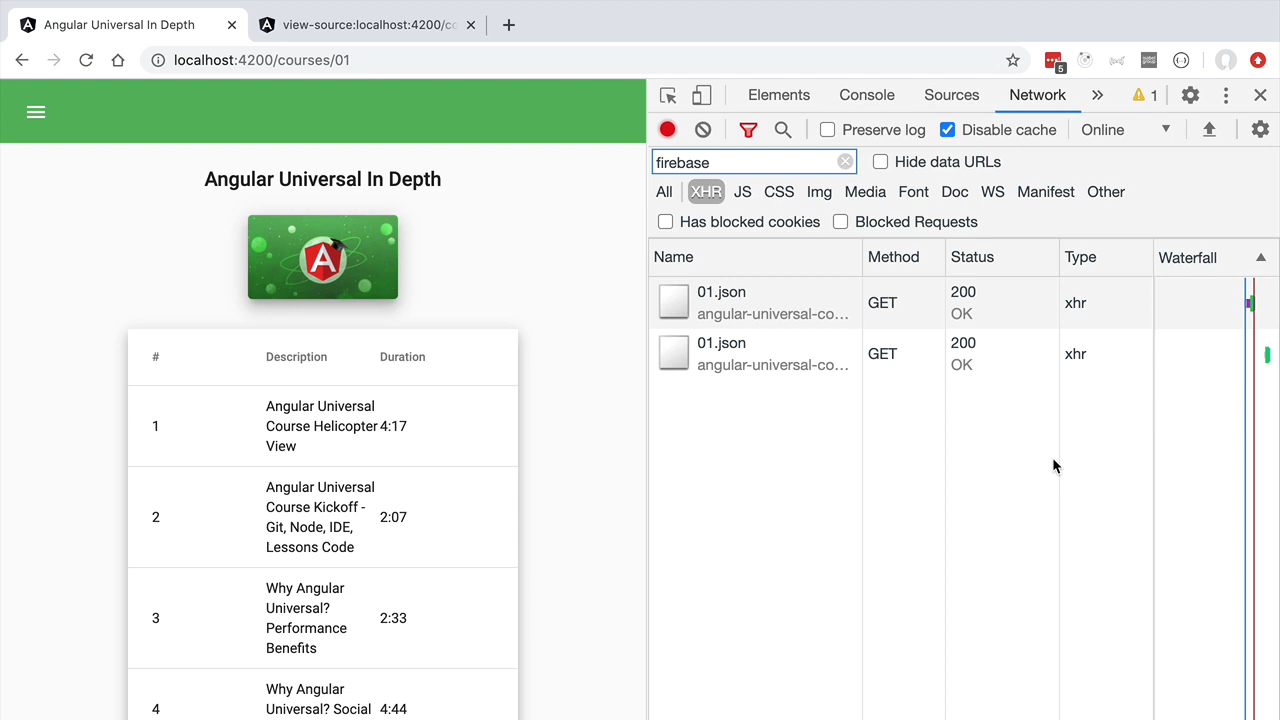 Angular Universal In Depth
view-source:localhost:4200/co
localhost:4200/courses/01
5
Angular Universal In Depth
A
# Description Duration
1 Angular Universal Course Helicopter View 4:17
2 Angular Universal Course Kickoff - Git, Node, IDE, Lessons Code 2:07
3 Why Angular Universal? Performance Benefits 2:33
4 Why Angular Universal? Social 4:44
Elements Console Sources Network 1
Preserve log Disable cache Online
firebase Hide data URLs
All XHR JS CSS Img Media Font Doc WS Manifest Other
Has blocked cookies Blocked Requests
Name Method Status Type Waterfall
01.json GET 200 xhr
angular-universal-co… OK
01.json GET 200 xhr
angular-universal-co… OK